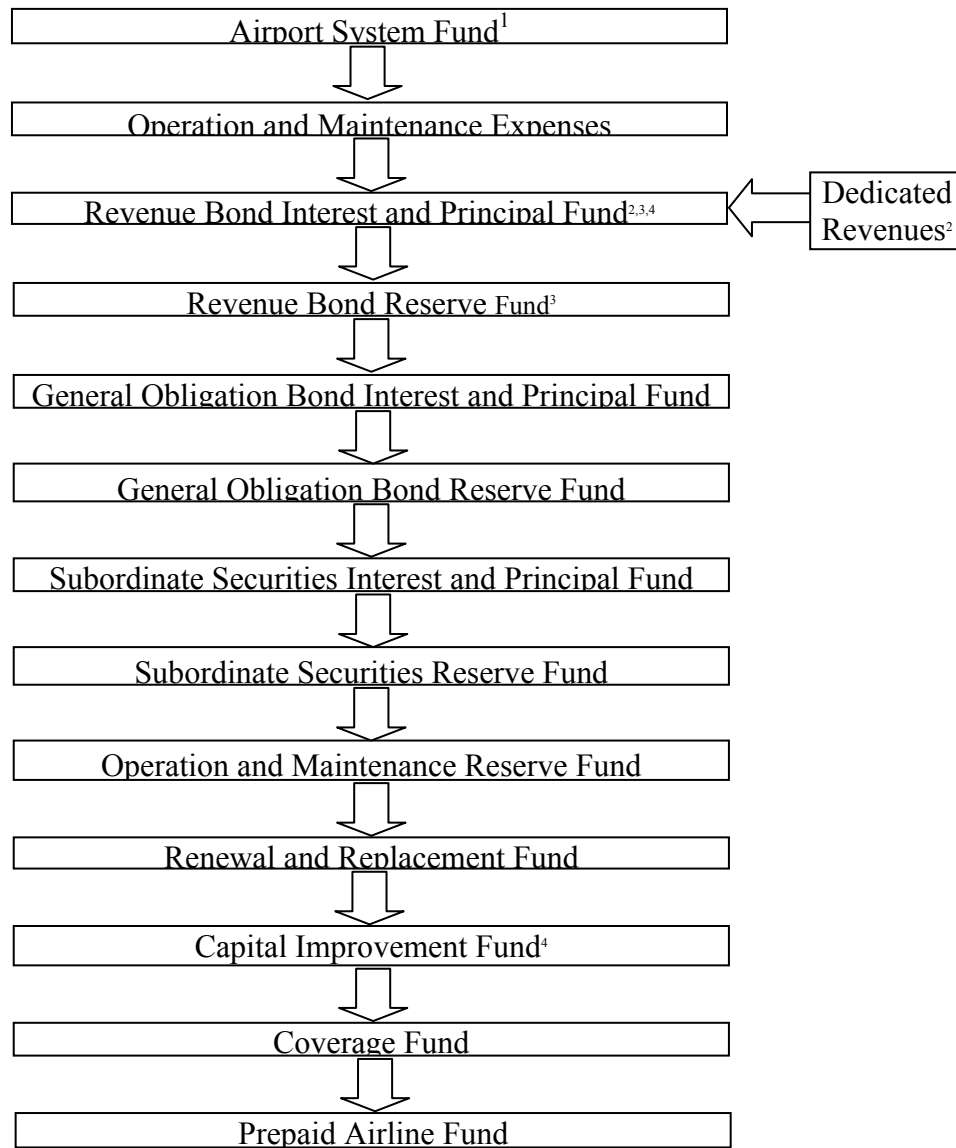 Airport System Fund¹
Operation and Maintenance Expenses
Revenue Bond Interest and Principal Fund²,³,⁴
Dedicated
Revenues²
Revenue Bond Reserve Fund³
General Obligation Bond Interest and Principal Fund
General Obligation Bond Reserve Fund
Subordinate Securities Interest and Principal Fund
Subordinate Securities Reserve Fund
Operation and Maintenance Reserve Fund
Renewal and Replacement Fund
Capital Improvement Fund⁴
Coverage Fund
Prepaid Airline Fund